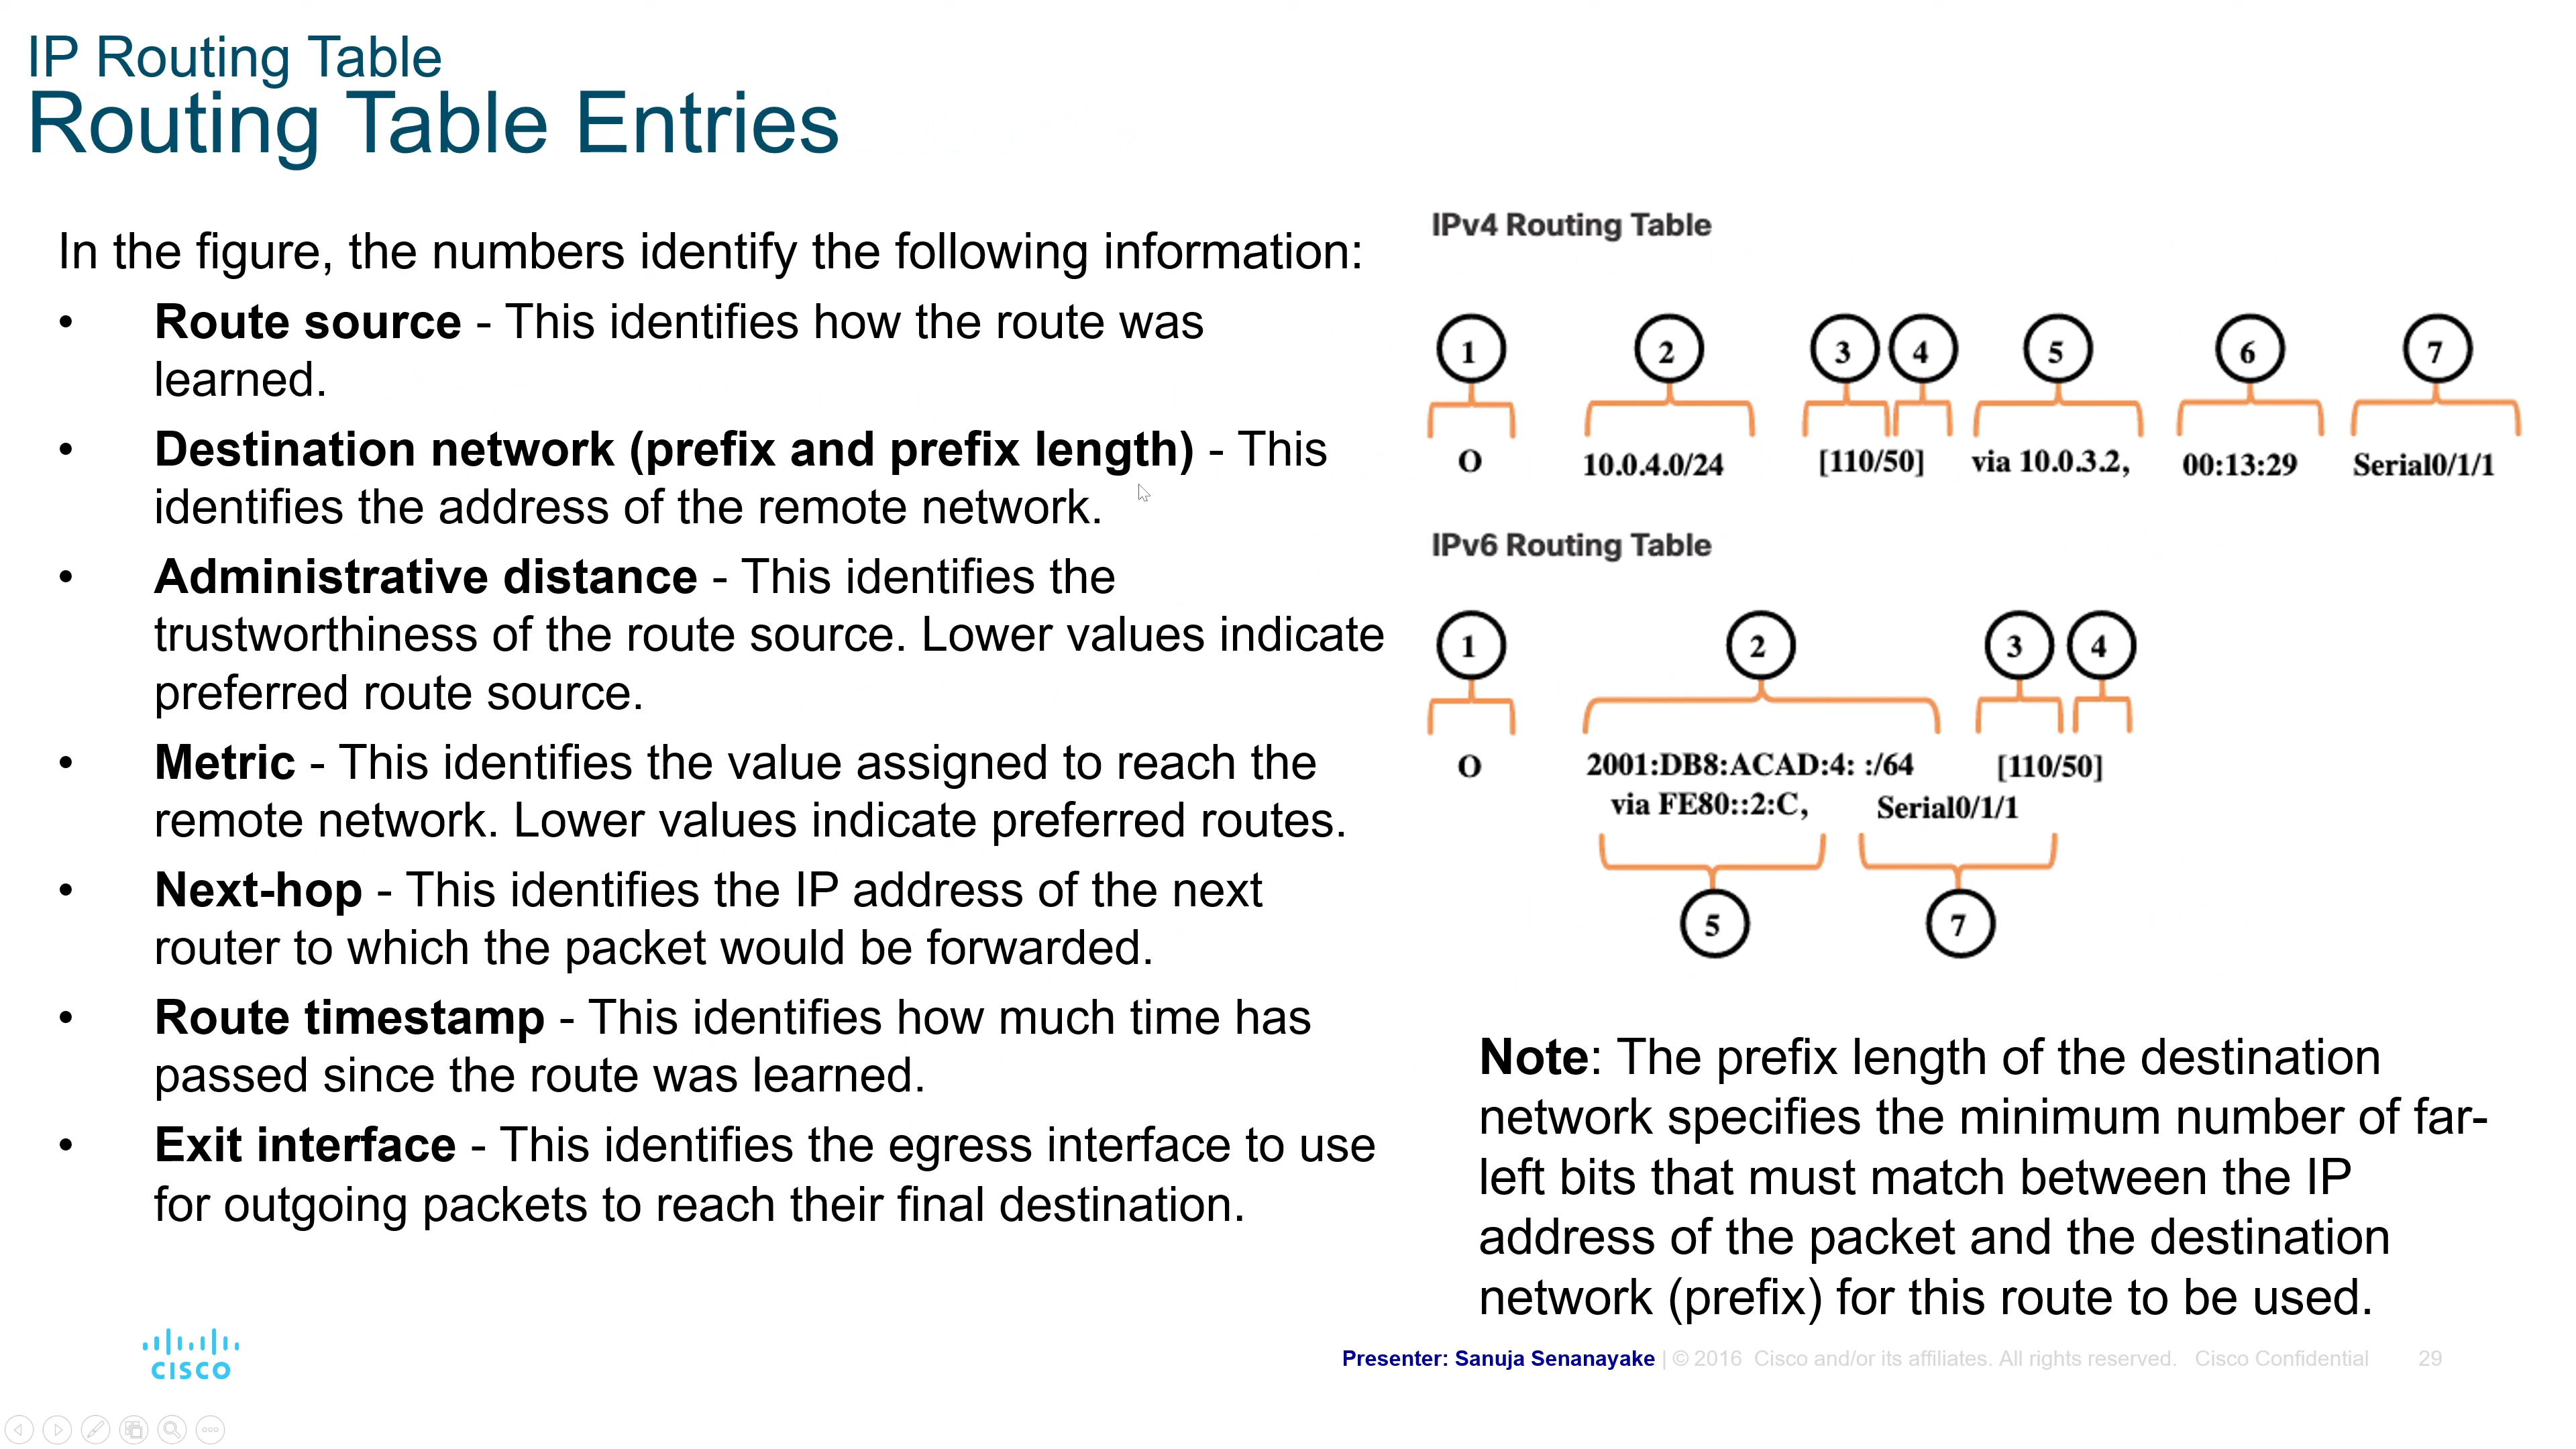 IP Routing Table
Routing Table Entries
In the figure, the numbers identify the following information:
• Route source - This identifies how the route was
learned.
• Destination network (prefix and prefix length) - This
identifies the address of the remote network.
• Administrative distance - This identifies the
trustworthiness of the route source. Lower values indicate
preferred route source.
• Metric - This identifies the value assigned to reach the
remote network. Lower values indicate preferred routes.
• Next-hop - This identifies the IP address of the next
router to which the packet would be forwarded.
• Route timestamp - This identifies how much time has
passed since the route was learned.
• Exit interface - This identifies the egress interface to use
for outgoing packets to reach their final destination.
IPv4 Routing Table
1 2 3 4 5 6 7
O 10.0.4.0/24 [110/50] via 10.0.3.2, 00:13:29 Serial0/1/1
IPv6 Routing Table
1 2 3 4
O 2001:DB8:ACAD:4: :/64 [110/50]
via FE80::2:C, Serial0/1/1
5 7
Note: The prefix length of the destination
network specifies the minimum number of far-
left bits that must match between the IP
address of the packet and the destination
network (prefix) for this route to be used.
CISCO
Presenter: Sanuja Senanayake | © 2016 Cisco and/or its affiliates. All rights reserved. Cisco Confidential 29